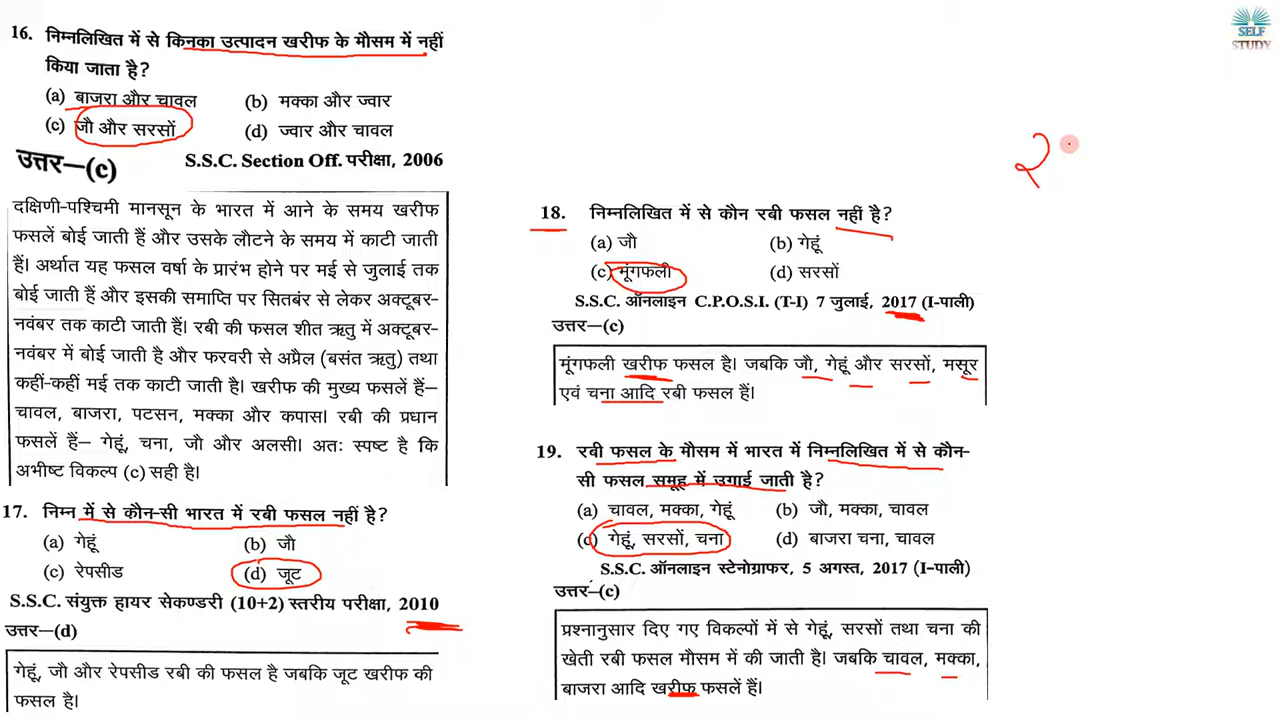 16. निम्नलिखित में से किनका उत्पादन खरीफ के मौसम में नहीं
किया जाता है?
(a) बाजरा और चावल (b) मक्का और ज्वार
(c) जौ और सरसों (d) ज्वार और चावल
उत्तर—(c) S.S.C. Section Off. परीक्षा, 2006
दक्षिणी-पश्चिमी मानसून के भारत में आने के समय खरीफ
फसलें बोई जाती हैं और उसके लौटने के समय में काटी जाती
हैं। अर्थात यह फसल वर्षा के प्रारंभ होने पर मई से जुलाई तक
बोई जाती हैं और इसकी समाप्ति पर सितबंर से लेकर अक्टूबर-
नवंबर तक काटी जाती हैं। रबी की फसल शीत ऋतु में अक्टूबर-
नवंबर में बोई जाती है और फरवरी से अप्रैल (बसंत ऋतु) तथा
कहीं-कहीं मई तक काटी जाती है। खरीफ की मुख्य फसलें हैं—
चावल, बाजरा, पटसन, मक्का और कपास। रबी की प्रधान
फसलें हैं— गेहूं, चना, जौ और अलसी। अतः स्पष्ट है कि
अभीष्ट विकल्प (c) सही है।
17. निम्न में से कौन-सी भारत में रबी फसल नहीं है?
(a) गेहूं (b) जौ
(c) रेपसीड (d) जूट
S.S.C. संयुक्त हायर सेकण्डरी (10+2) स्तरीय परीक्षा, 2010
उत्तर—(d)
गेहूं, जौ और रेपसीड रबी की फसल है जबकि जूट खरीफ की
फसल है।
SELF
STUDY
२
18. निम्नलिखित में से कौन रबी फसल नहीं है?
(a) जौ (b) गेहूं
(c) मूंगफली (d) सरसों
S.S.C. ऑनलाइन C.P.O.S.I. (T-I) 7 जुलाई, 2017 (I-पाली)
उत्तर—(c)
मूंगफली खरीफ फसल है। जबकि जौ, गेहूं और सरसों, मसूर
एवं चना आदि रबी फसल हैं।
19. रबी फसल के मौसम में भारत में निम्नलिखित में से कौन-
सी फसल समूह में उगाई जाती है?
(a) चावल, मक्का, गेहूं (b) जौ, मक्का, चावल
(c) गेहूं, सरसों, चना (d) बाजरा चना, चावल
S.S.C. ऑनलाइन स्टेनोग्राफर, 5 अगस्त, 2017 (I-पाली)
उत्तर—(c)
प्रश्नानुसार दिए गए विकल्पों में से गेहूं, सरसों तथा चना की
खेती रबी फसल मौसम में की जाती है। जबकि चावल, मक्का,
बाजरा आदि खरीफ फसलें हैं।